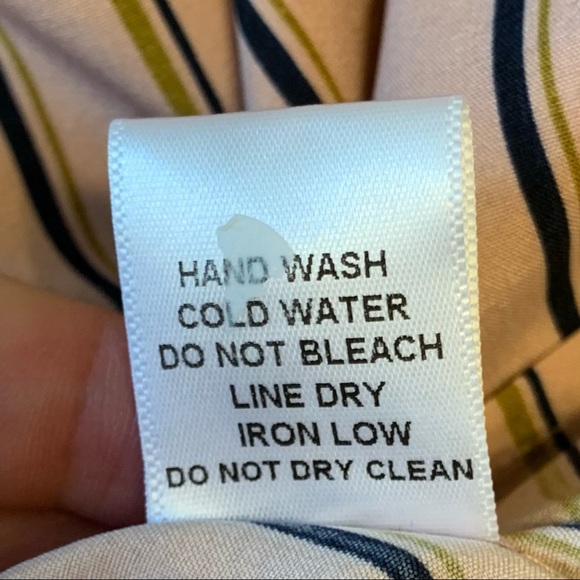 HAND WASH
COLD WATER
DO NOT BLEACH
LINE DRY
IRON LOW
DO NOT DRY CLEAN